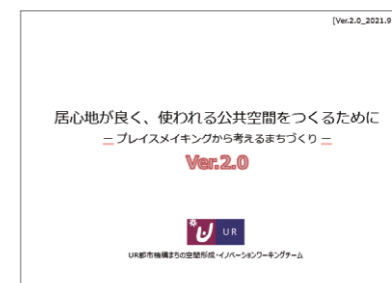 [Ver.2.0_2021.9
居心地が良く、使われる公共空間をつくるために
― プレイスメイキングから考えるまちづくり ―
Ver.2.0
UR
UR都市機構まちの空間形成・イノベーションワーキングチーム